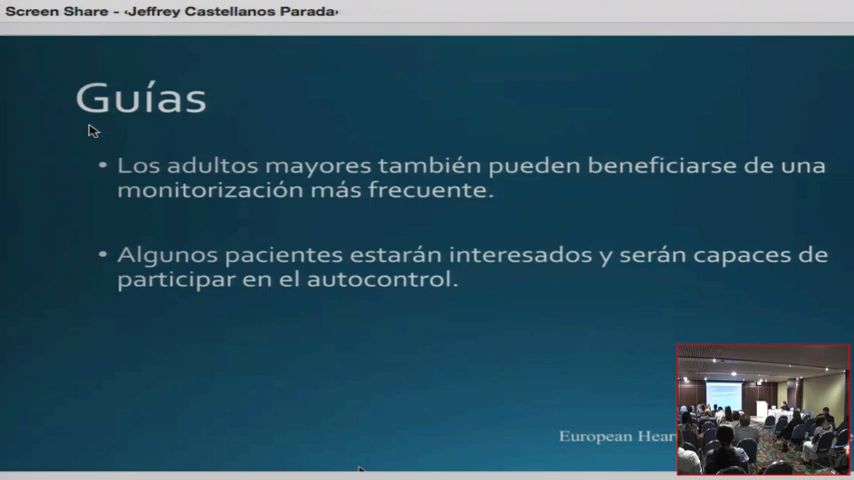 Screen Share - ‹Jeffrey Castellanos Parada›
Guías
• Los adultos mayores también pueden beneficiarse de una
monitorización más frecuente.
• Algunos pacientes estarán interesados y serán capaces de
participar en el autocontrol.
European